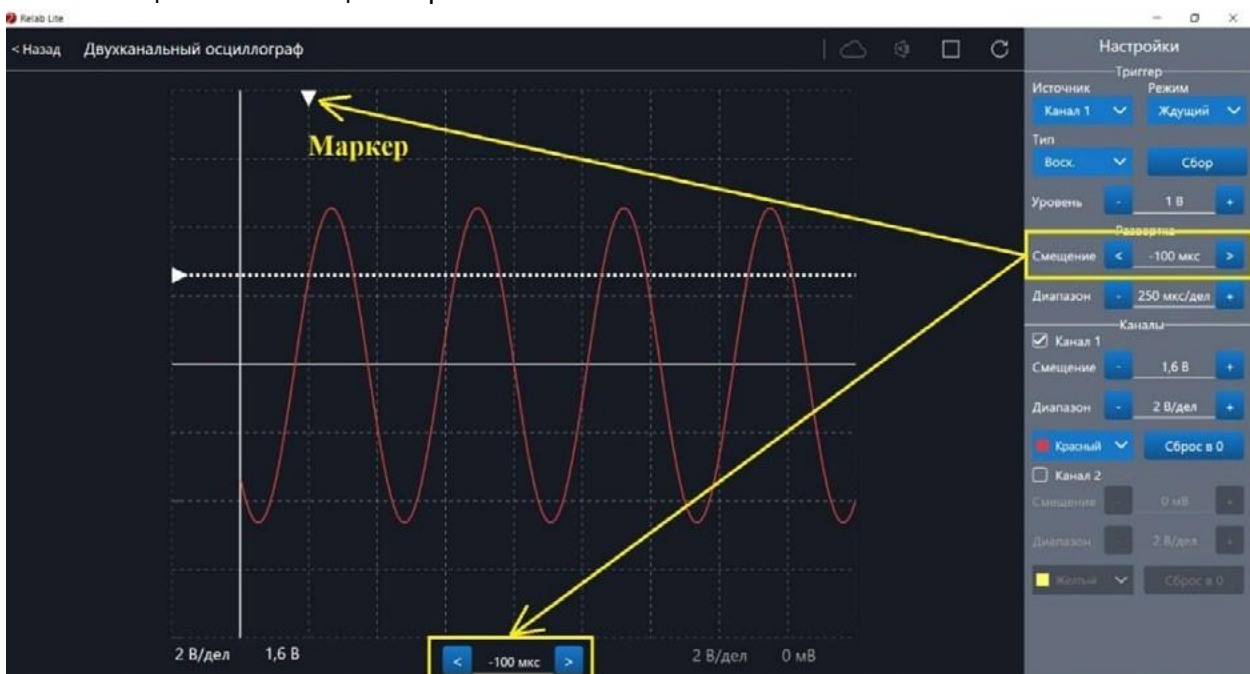 Relab Lite
< Назад Двухканальный осциллограф
Настройки
Триггер
Источник Режим
Канал 1 Ждущий
Тип
Восх. Сбор
Уровень - 1 В +
Развертка
Смещение < -100 мкс >
Диапазон - 250 мкс/дел +
Каналы
Канал 1
Смещение - 1,6 В +
Диапазон - 2 В/дел +
Красный Сброс в 0
Канал 2
Смещение - 0 мВ +
Диапазон - 2 В/дел +
Желтый Сброс в 0
Маркер
2 В/дел 1,6 В < -100 мкс > 2 В/дел 0 мВ